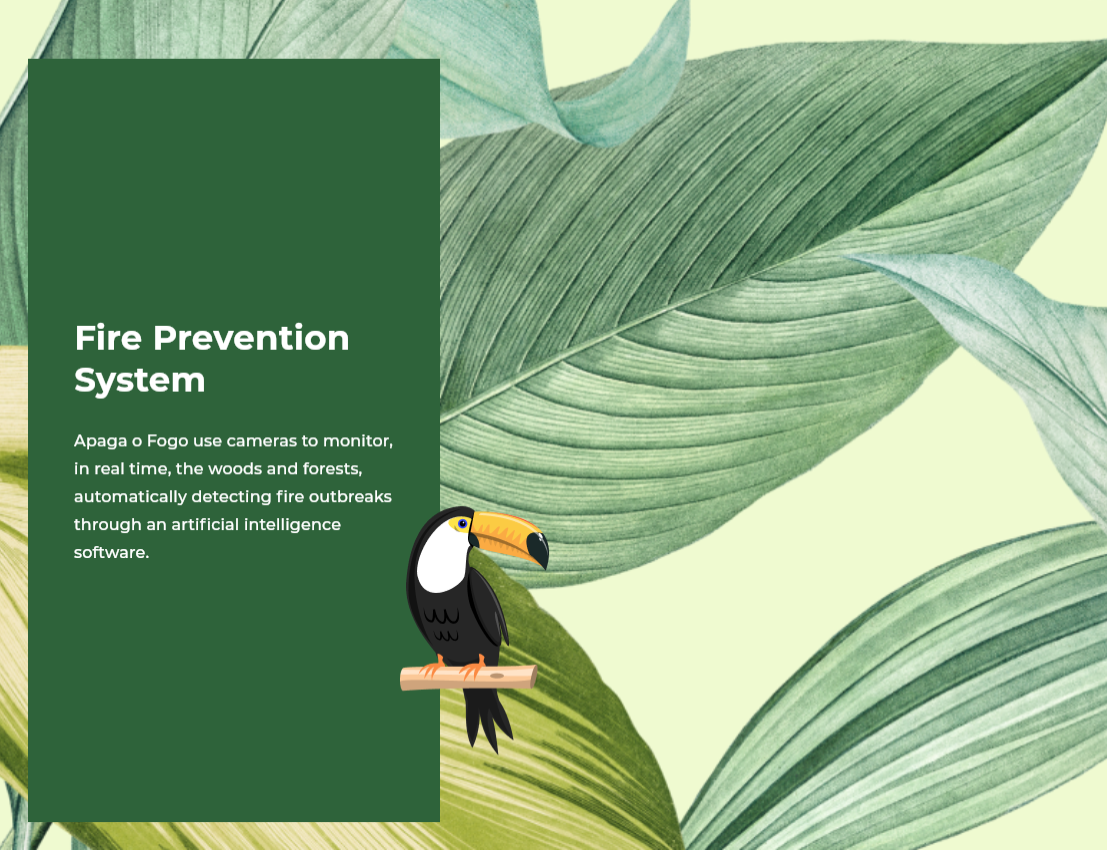 Fire Prevention
System
Apaga o Fogo use cameras to monitor,
in real time, the woods and forests,
automatically detecting fire outbreaks
through an artificial intelligence
software.